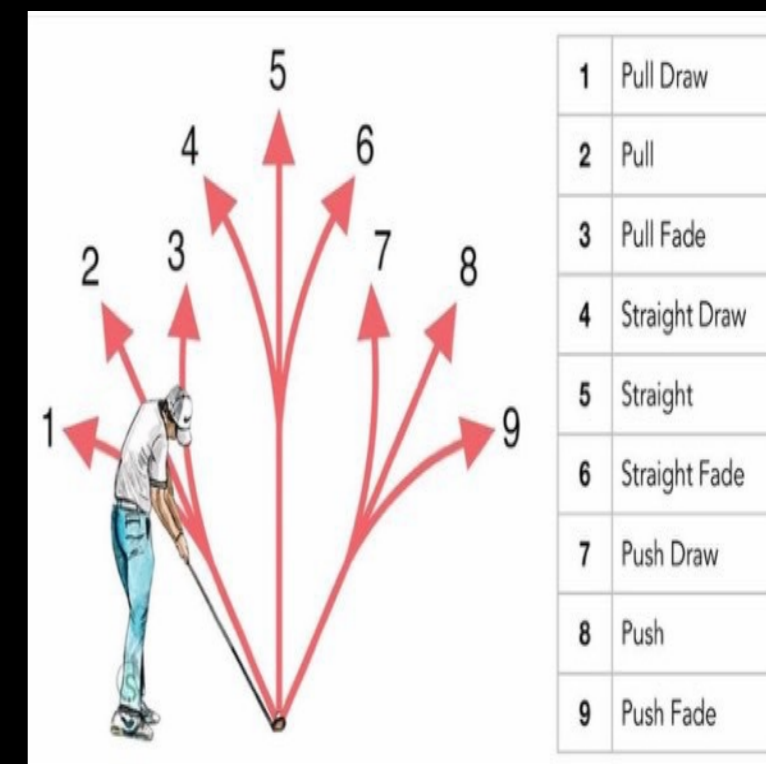 5
4
6
3
7
2
8
1
9
1 Pull Draw
2 Pull
3 Pull Fade
4 Straight Draw
5 Straight
6 Straight Fade
7 Push Draw
8 Push
9 Push Fade